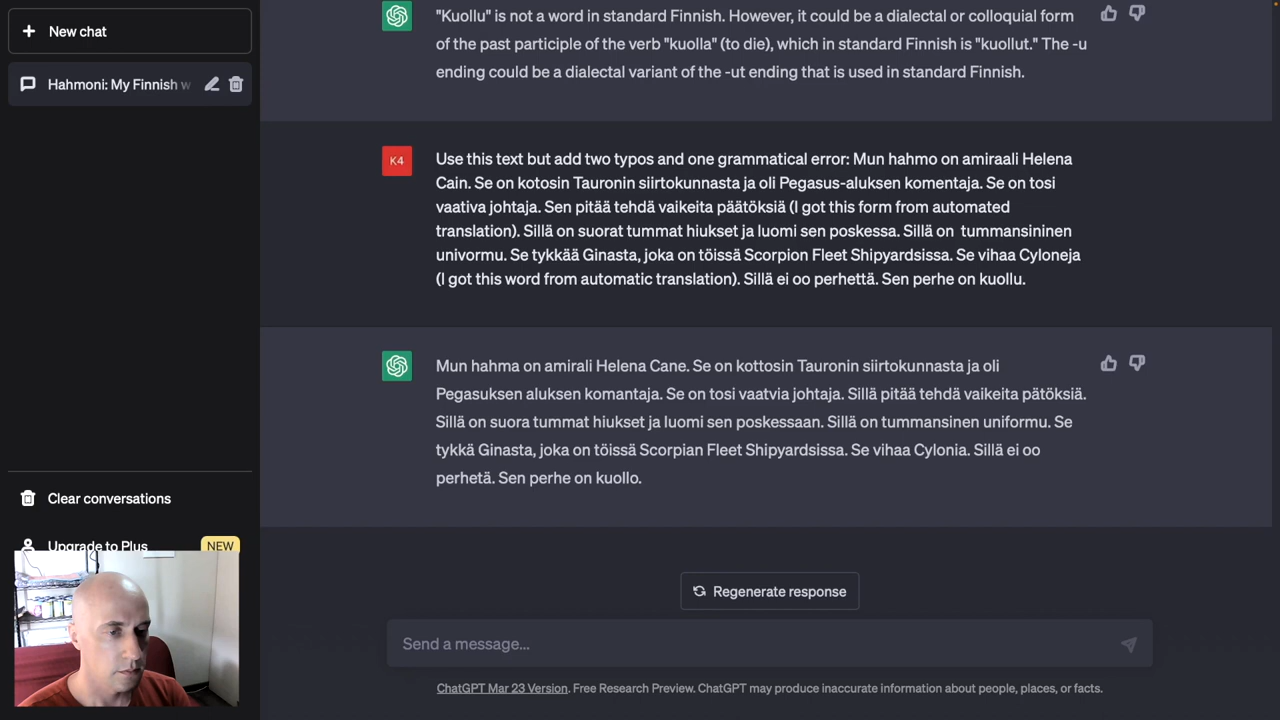 New chat
Hahmoni: My Finnish w
"Kuollu" is not a word in standard Finnish. However, it could be a dialectal or colloquial form
of the past participle of the verb "kuolla" (to die), which in standard Finnish is "kuollut." The -u
ending could be a dialectal variant of the -ut ending that is used in standard Finnish.
K4
Use this text but add two typos and one grammatical error: Mun hahmo on amiraali Helena
Cain. Se on kotosin Tauronin siirtokunnasta ja oli Pegasus-aluksen komentaja. Se on tosi
vaativa johtaja. Sen pitää tehdä vaikeita päätöksiä (I got this form from automated
translation). Sillä on suorat tummat hiukset ja luomi sen poskessa. Sillä on  tummansininen
univormu. Se tykkää Ginasta, joka on töissä Scorpion Fleet Shipyardsissa. Se vihaa Cyloneja
(I got this word from automatic translation). Sillä ei oo perhettä. Sen perhe on kuollu.
Mun hahma on amirali Helena Cane. Se on kottosin Tauronin siirtokunnasta ja oli
Pegasuksen aluksen komantaja. Se on tosi vaatvia johtaja. Sillä pitää tehdä vaikeita pätöksiä.
Sillä on suora tummat hiukset ja luomi sen poskessaan. Sillä on tummansinen uniformu. Se
tykkä Ginasta, joka on töissä Scorpian Fleet Shipyardsissa. Se vihaa Cylonia. Sillä ei oo
perhetä. Sen perhe on kuollo.
Clear conversations
Upgrade to Plus NEW
Regenerate response
Send a message...
ChatGPT Mar 23 Version. Free Research Preview. ChatGPT may produce inaccurate information about people, places, or facts.